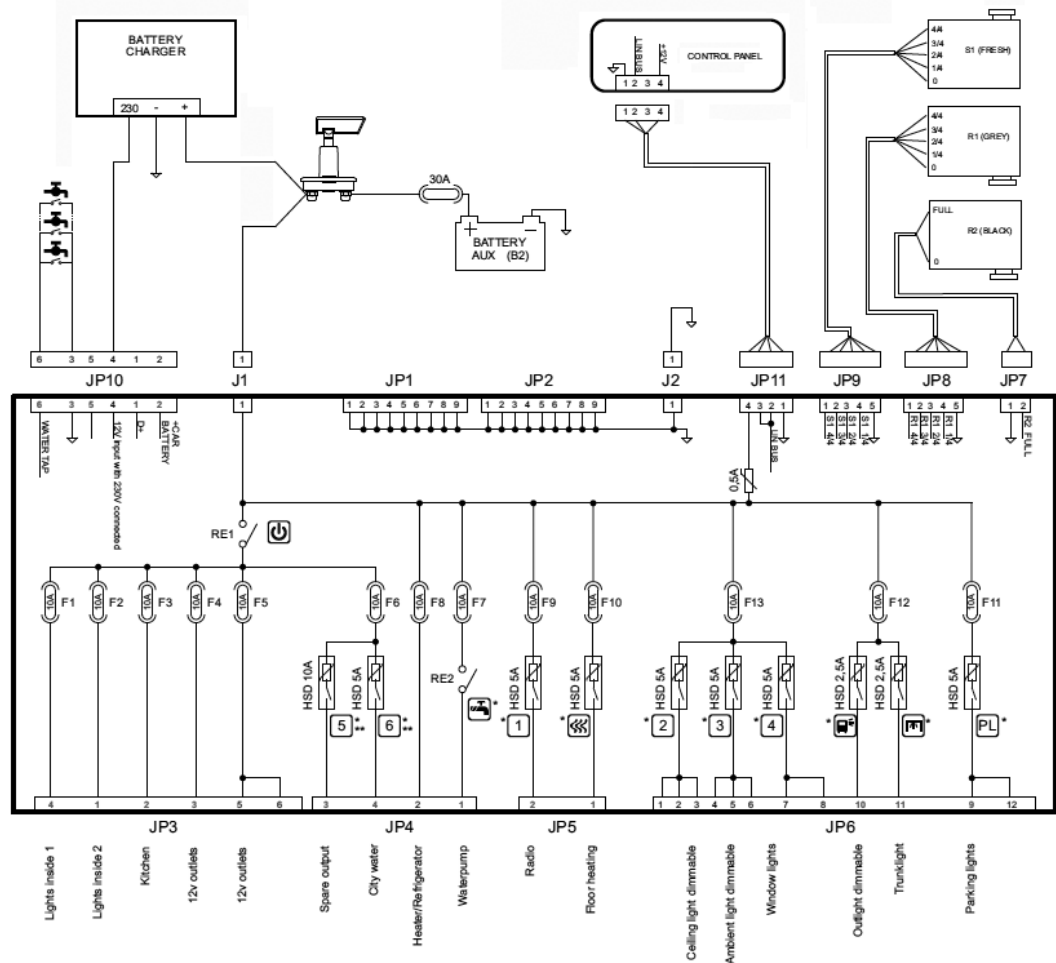 BATTERY
CHARGER
230 - +
30A
+ -
BATTERY
AUX (B2)
LIN BUS
+12V
CONTROL PANEL
1 2 3 4
1 2 3 4
4/4
3/4
2/4
1/4
0
S1 (FRESH)
4/4
3/4
2/4
1/4
0
R1 (GREY)
FULL
0
R2 (BLACK)
6 3 5 4 1 2
1
1
JP10 J1 JP1 JP2 J2 JP11 JP9 JP8 JP7
6 3 5 4 1 2
1
1 2 3 4 5 6 7 8 9
1 2 3 4 5 6 7 8 9
1
4 3 2 1
1 2 3 4 5
1 2 3 4 5
1 2
WATER TAP
12V input with 230V connected
D+
+CAR
BATTERY
LIN BUS
S1 4/4
S1 3/4
S1 2/4
S1 1/4
R1 4/4
R1 3/4
R1 2/4
R1 1/4
R2 FULL
0,5A
RE1
10A F1
10A F2
10A F3
10A F4
10A F5
10A F6
10A F8
10A F7
10A F9
10A F10
10A F13
10A F12
10A F11
HSD 10A
HSD 5A
RE2
HSD 5A
HSD 5A
HSD 5A
HSD 5A
HSD 5A
HSD 2,5A
HSD 2,5A
HSD 5A
5 * **
6 * **
*
* 1
*
* 2
* 3
* 4
*
*
PL *
4 1 2 3 5 6
3 4 2 1
2 1
1 2 3 4 5 6 7 8 10 11 9 12
JP3 JP4 JP5 JP6
Lights inside 1
Lights inside 2
Kitchen
12v outlets
12v outlets
Spare output
City water
Heater/Refrigerator
Waterpump
Radio
Floor heating
Ceiling light dimmable
Ambient light dimmable
Window lights
Outlight dimmable
Trunklight
Parking lights